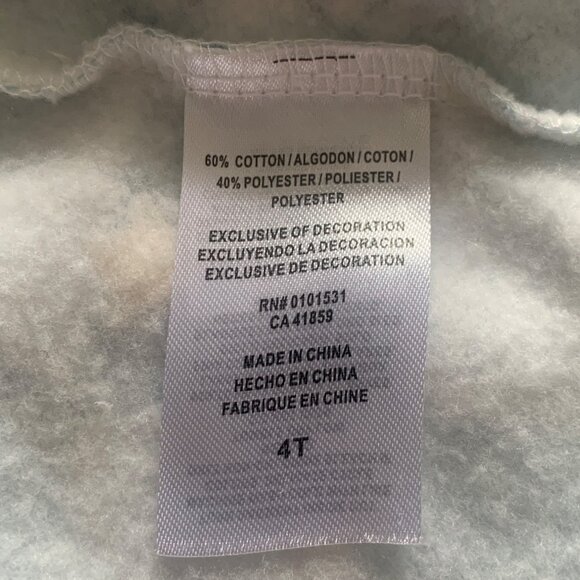 60% COTTON / ALGODON / COTON /
40% POLYESTER / POLIESTER /
POLYESTER
EXCLUSIVE OF DECORATION
EXCLUYENDO LA DECORACION
EXCLUSIVE DE DECORATION
RN# 0101531
CA 41859
MADE IN CHINA
HECHO EN CHINA
FABRIQUE EN CHINE
4T